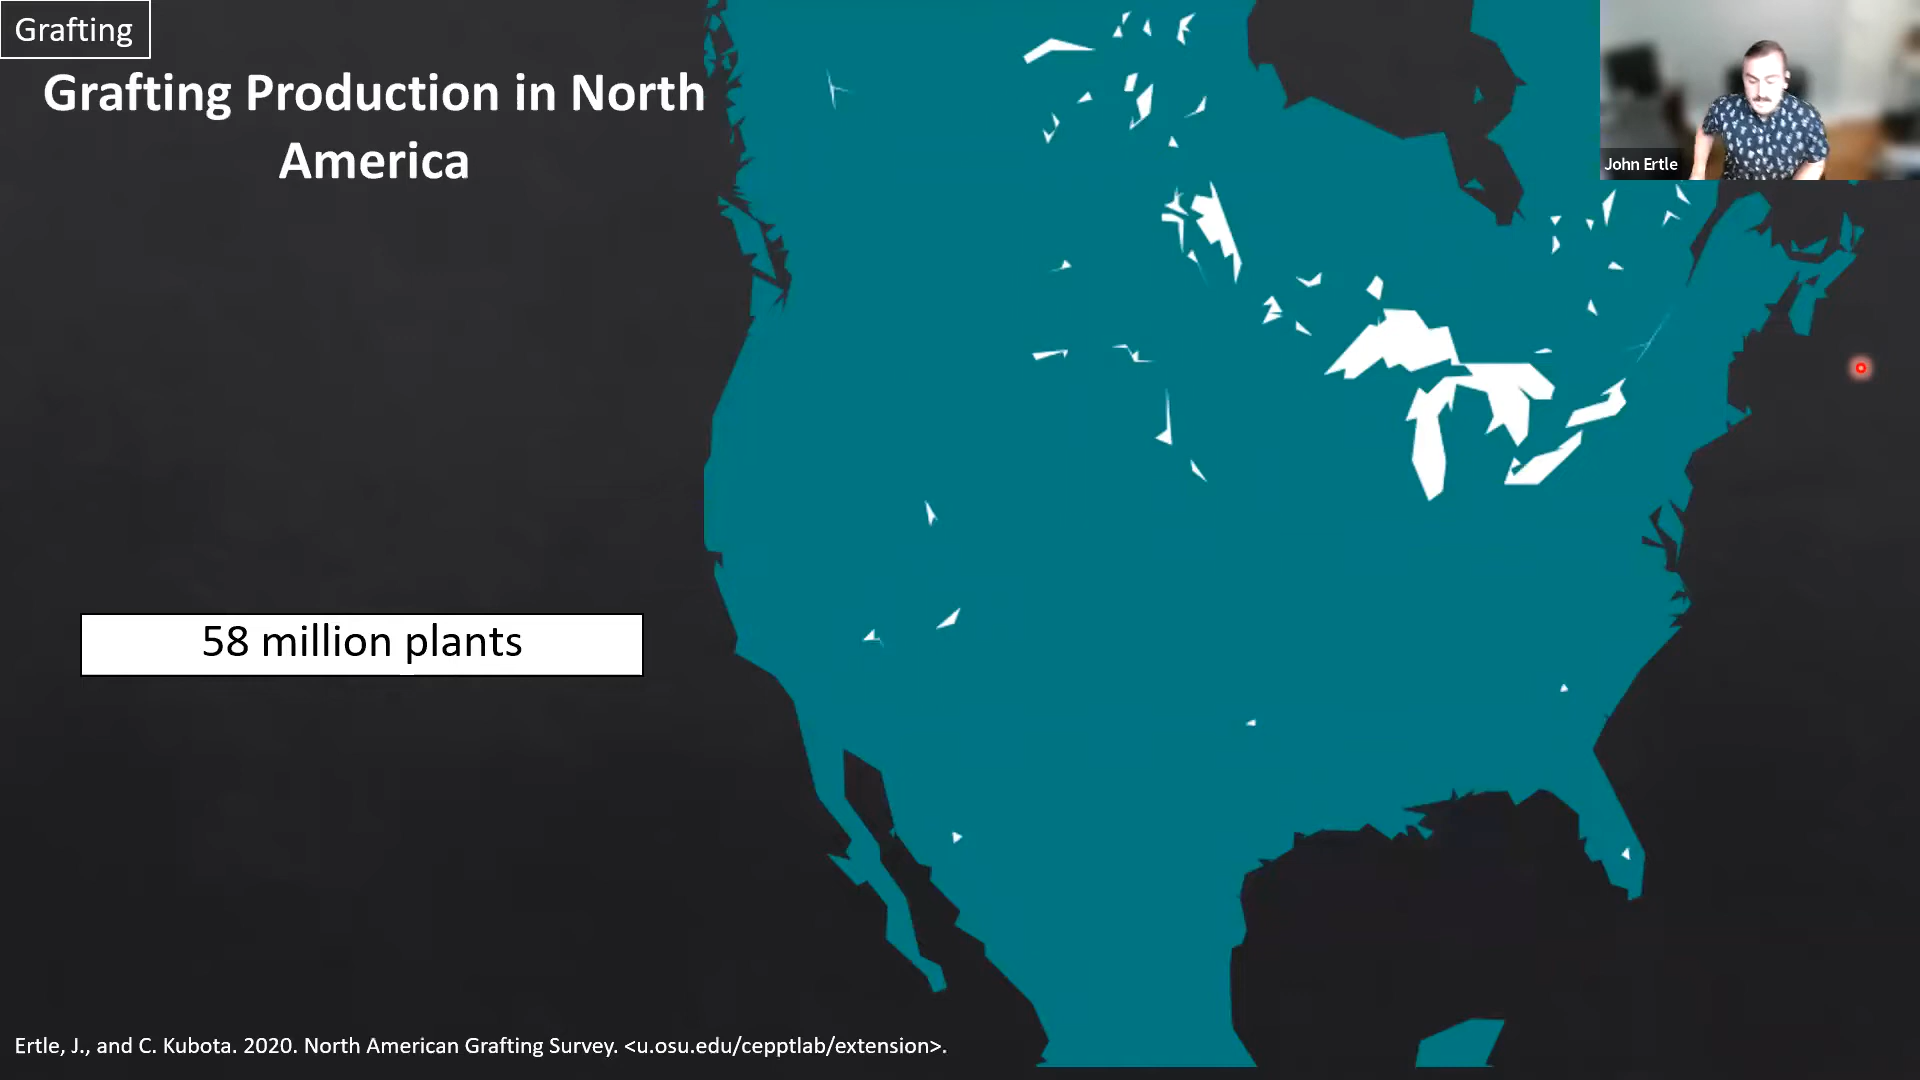 Grafting
Grafting Production in North
America
John Ertle
58 million plants
Ertle, J., and C. Kubota. 2020. North American Grafting Survey. <u.osu.edu/cepptlab/extension>.